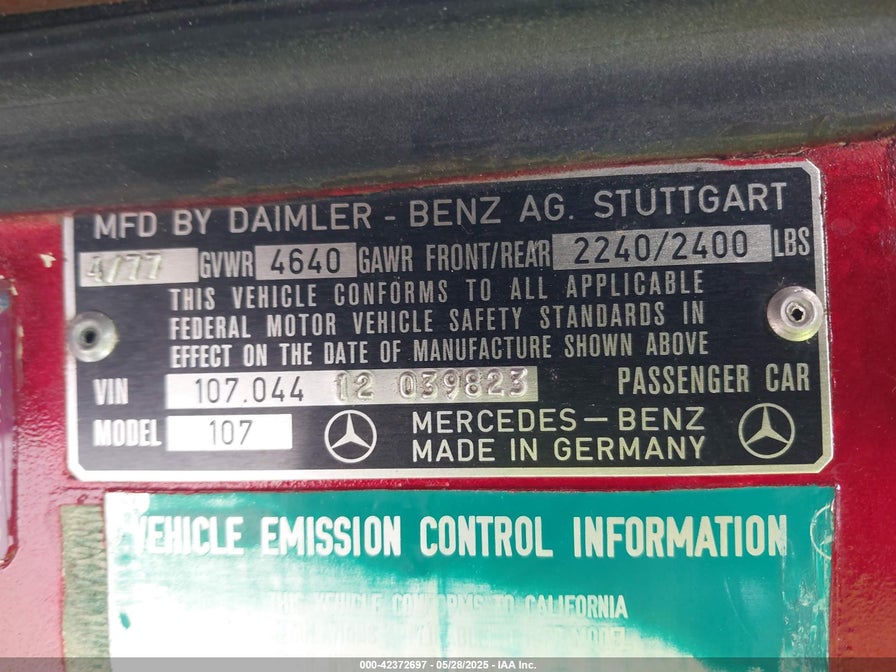 MFD BY DAIMLER - BENZ AG. STUTTGART
4/77 GVWR 4640 GAWR FRONT/REAR 2240/2400 LBS
THIS VEHICLE CONFORMS TO ALL APPLICABLE
FEDERAL MOTOR VEHICLE SAFETY STANDARDS IN
EFFECT ON THE DATE OF MANUFACTURE SHOWN ABOVE
VIN 107.044 12 039823 PASSENGER CAR
MODEL 107 MERCEDES-BENZ
MADE IN GERMANY
VEHICLE EMISSION CONTROL INFORMATION
THIS VEHICLE CONFORMS TO CALIFORNIA
000-42372697 - 05/28/2025 - IAA Inc.